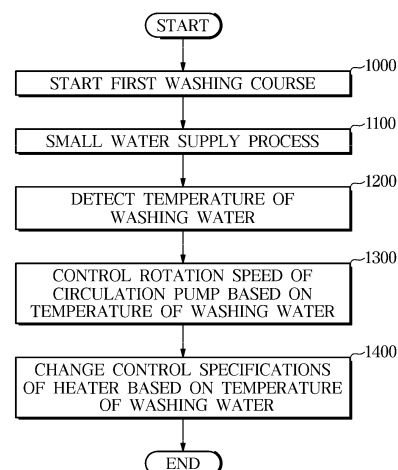 START
1000
START FIRST WASHING COURSE
1100
SMALL WATER SUPPLY PROCESS
1200
DETECT TEMPERATURE OF
WASHING WATER
1300
CONTROL ROTATION SPEED OF
CIRCULATION PUMP BASED ON
TEMPERATURE OF WASHING WATER
1400
CHANGE CONTROL SPECIFICATIONS
OF HEATER BASED ON TEMPERATURE
OF WASHING WATER
END